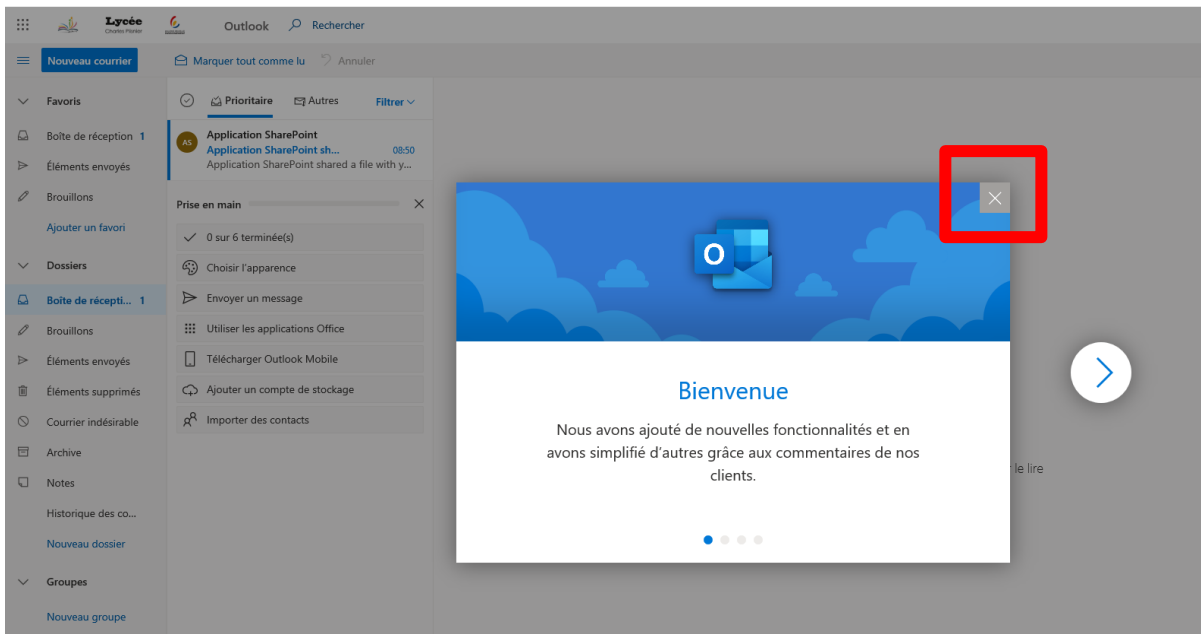 Lycée
Charles Plisnier
Outlook
Rechercher
Nouveau courrier
Marquer tout comme lu
Annuler
Favoris
Boîte de réception 1
Éléments envoyés
Brouillons
Ajouter un favori
Dossiers
Boîte de récepti... 1
Brouillons
Éléments envoyés
Éléments supprimés
Courrier indésirable
Archive
Notes
Historique des co...
Nouveau dossier
Groupes
Nouveau groupe
Prioritaire
Autres
Filtrer
AS
Application SharePoint
Application SharePoint sh... 08:50
Application SharePoint shared a file with y...
Prise en main
0 sur 6 terminée(s)
Choisir l'apparence
Envoyer un message
Utiliser les applications Office
Télécharger Outlook Mobile
Ajouter un compte de stockage
Importer des contacts
O
Bienvenue
Nous avons ajouté de nouvelles fonctionnalités et en
avons simplifié d'autres grâce aux commentaires de nos
clients.
le lire